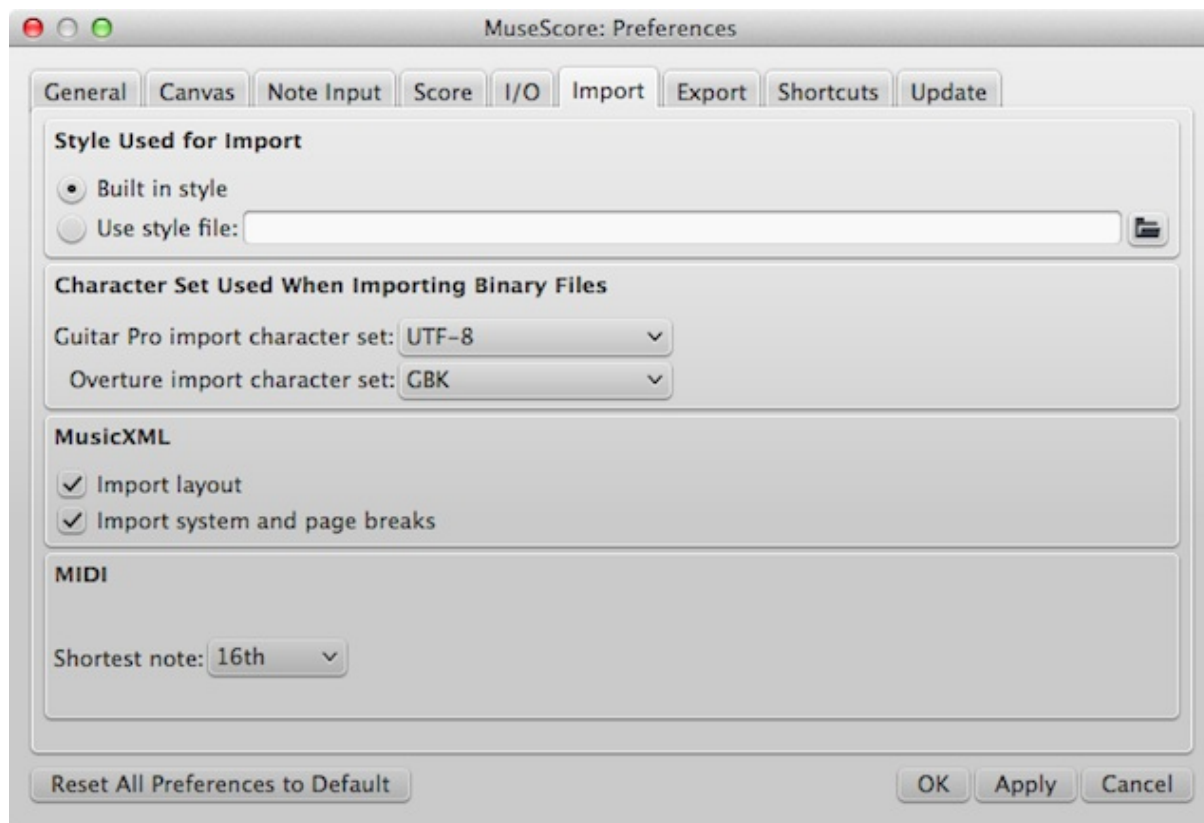 MuseScore: Preferences
General Canvas Note Input Score I/O Import Export Shortcuts Update
Style Used for Import
Built in style
Use style file:
Character Set Used When Importing Binary Files
Guitar Pro import character set: UTF-8
Overture import character set: GBK
MusicXML
Import layout
Import system and page breaks
MIDI
Shortest note: 16th
Reset All Preferences to Default OK Apply Cancel